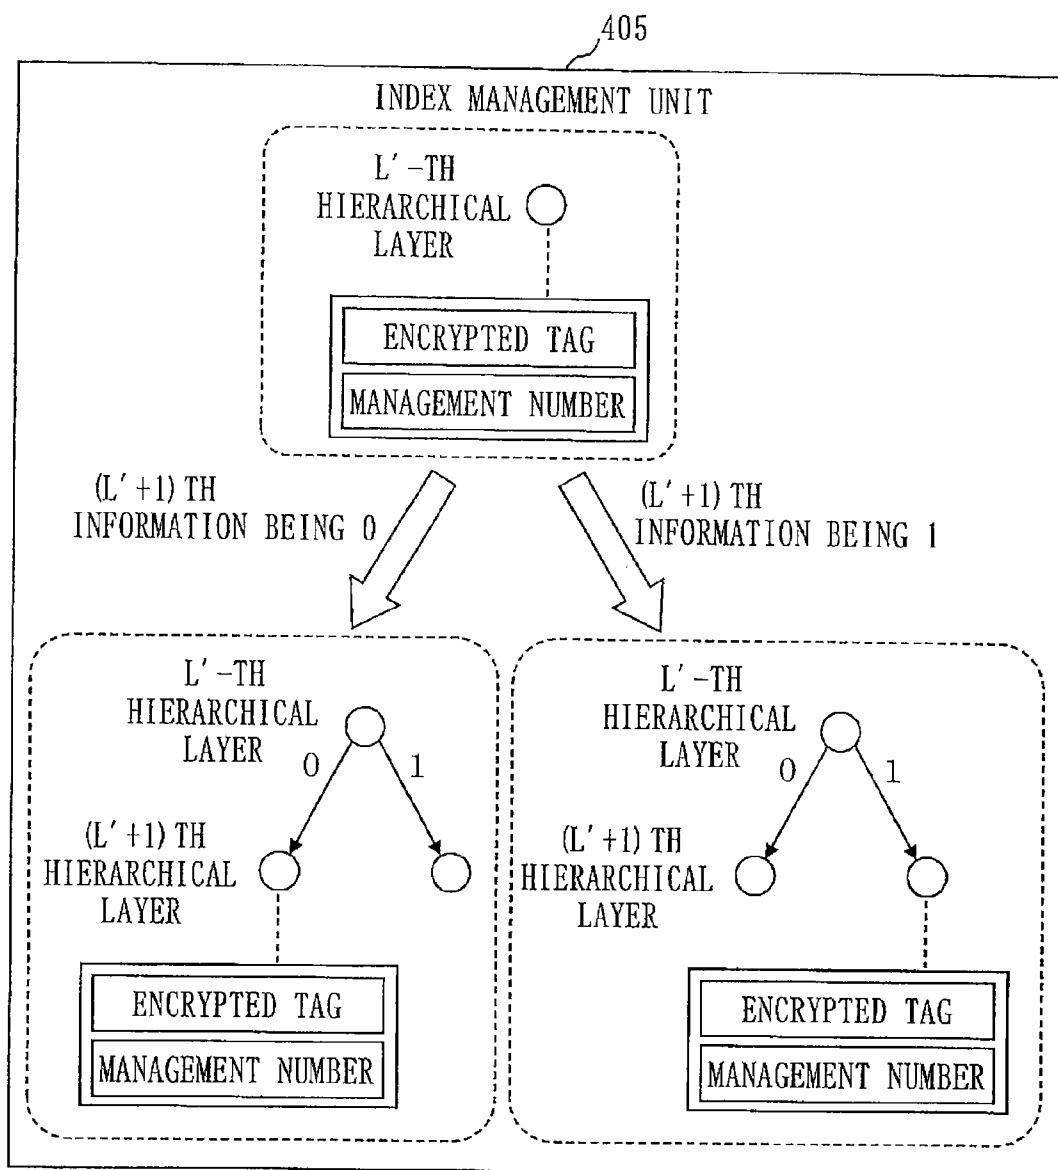 405
INDEX MANAGEMENT UNIT
L′-TH
HIERARCHICAL
LAYER
ENCRYPTED TAG
MANAGEMENT NUMBER
(L′+1) TH
INFORMATION BEING 0
(L′+1) TH
INFORMATION BEING 1
L′-TH
HIERARCHICAL
LAYER
0 1
(L′+1) TH
HIERARCHICAL
LAYER
ENCRYPTED TAG
MANAGEMENT NUMBER
L′-TH
HIERARCHICAL
LAYER
0 1
(L′+1) TH
HIERARCHICAL
LAYER
ENCRYPTED TAG
MANAGEMENT NUMBER